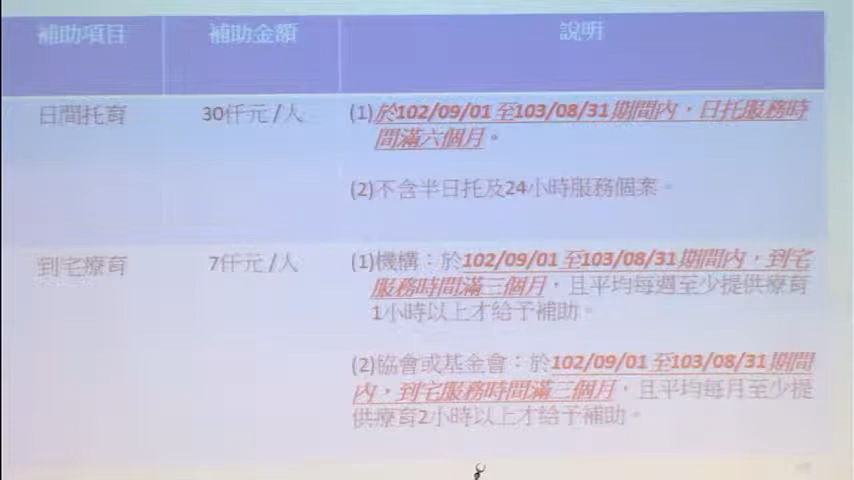 補助項目 補助金額 說明
日間托育 30仟元/人 (1)於102/09/01至103/08/31期間內，日托服務時
間滿六個月。
(2)不含半日托及24小時服務個案。
到宅療育 7仟元/人 (1)機構：於102/09/01至103/08/31期間內，到宅
服務時間滿三個月，且平均每週至少提供療育
1小時以上才給予補助。
(2)協會或基金會：於102/09/01至103/08/31期間
內，到宅服務時間滿三個月，且平均每月至少提
供療育2小時以上才給予補助。